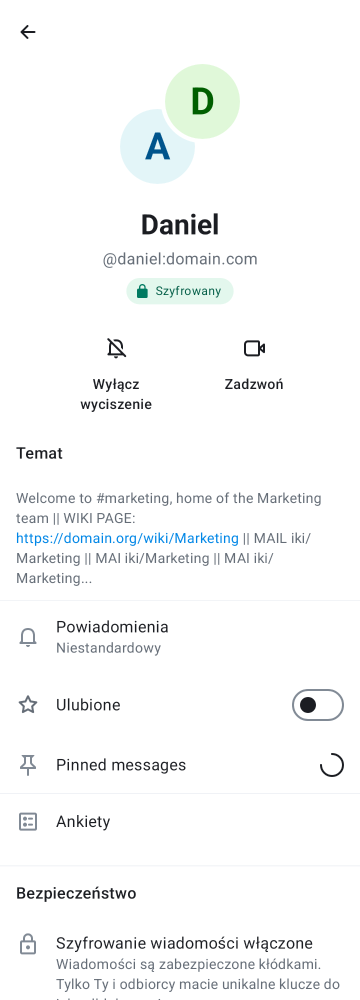 D
A
Daniel
@daniel:domain.com
Szyfrowany
Wyłącz
wyciszenie
Zadzwoń
Temat
Welcome to #marketing, home of the Marketing
team || WIKI PAGE:
https://domain.org/wiki/Marketing || MAIL iki/
Marketing || MAI iki/Marketing || MAI iki/
Marketing...
Powiadomienia
Niestandardowy
Ulubione
Pinned messages
Ankiety
Bezpieczeństwo
Szyfrowanie wiadomości włączone
Wiadomości są zabezpieczone kłódkami.
Tylko Ty i odbiorcy macie unikalne klucze do